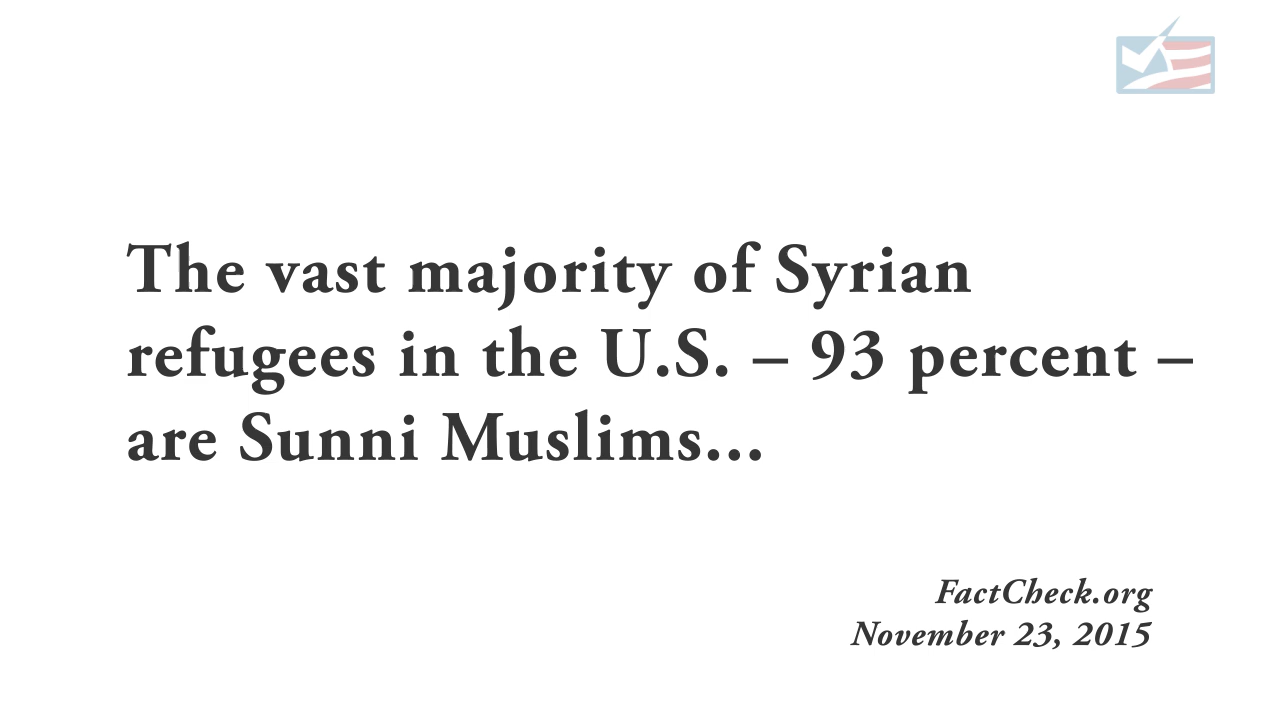 The vast majority of Syrian
refugees in the U.S. – 93 percent –
are Sunni Muslims...
FactCheck.org
November 23, 2015